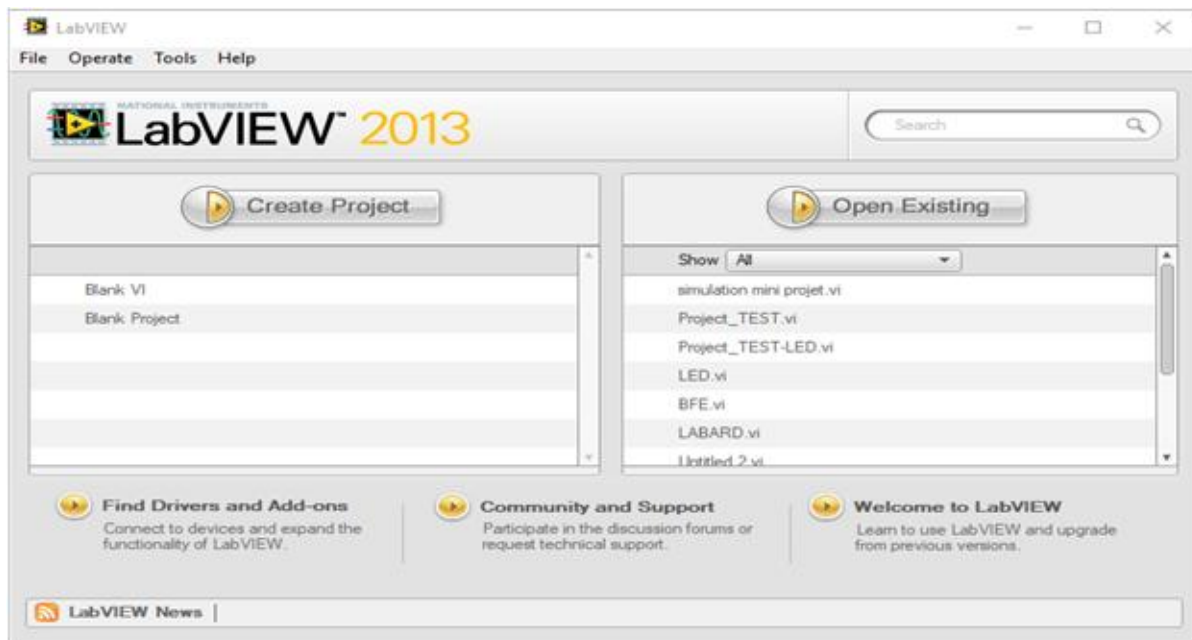 LabVIEW
File Operate Tools Help
NATIONAL INSTRUMENTS
LabVIEW™ 2013
Search
Create Project
Blank VI
Blank Project
Open Existing
Show All
simulation mini projet.vi
Project_TEST.vi
Project_TEST-LED.vi
LED.vi
BFE.vi
LABARD.vi
Untitled 2.vi
Find Drivers and Add-ons
Connect to devices and expand the
functionality of LabVIEW.
Community and Support
Participate in the discussion forums or
request technical support.
Welcome to LabVIEW
Learn to use LabVIEW and upgrade
from previous versions.
LabVIEW News